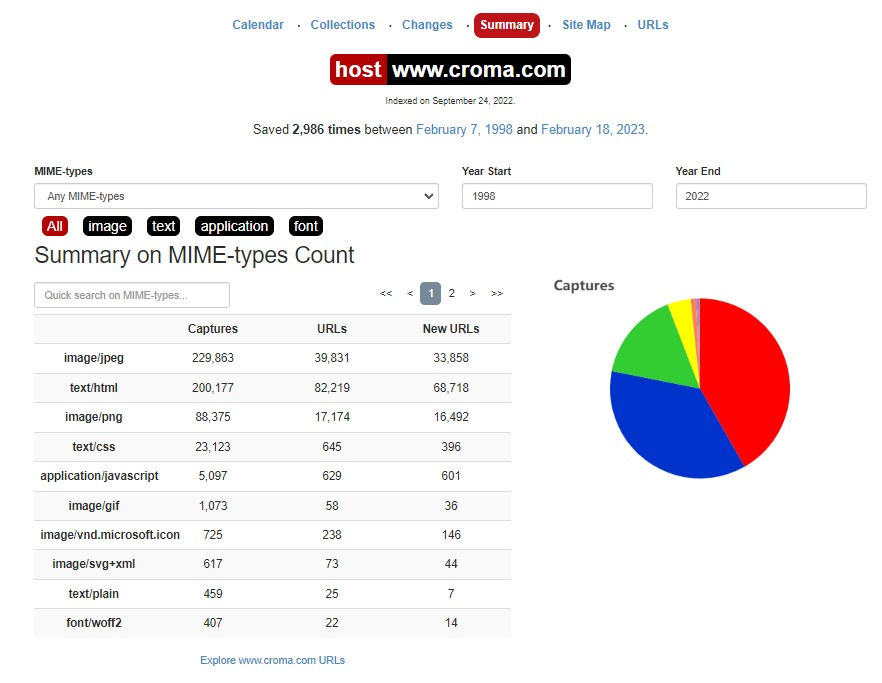 Calendar · Collections · Changes · Summary · Site Map · URLs
host www.croma.com
Indexed on September 24, 2022.
Saved 2,986 times between February 7, 1998 and February 18, 2023.
MIME-types Year Start Year End
Any MIME-types 1998 2022
All image text application font
Summary on MIME-types Count
Quick search on MIME-types... << < 1 2 > >>
Captures
Captures URLs New URLs
image/jpeg 229,863 39,831 33,858
text/html 200,177 82,219 68,718
image/png 88,375 17,174 16,492
text/css 23,123 645 396
application/javascript 5,097 629 601
image/gif 1,073 58 36
image/vnd.microsoft.icon 725 238 146
image/svg+xml 617 73 44
text/plain 459 25 7
font/woff2 407 22 14
Explore www.croma.com URLs